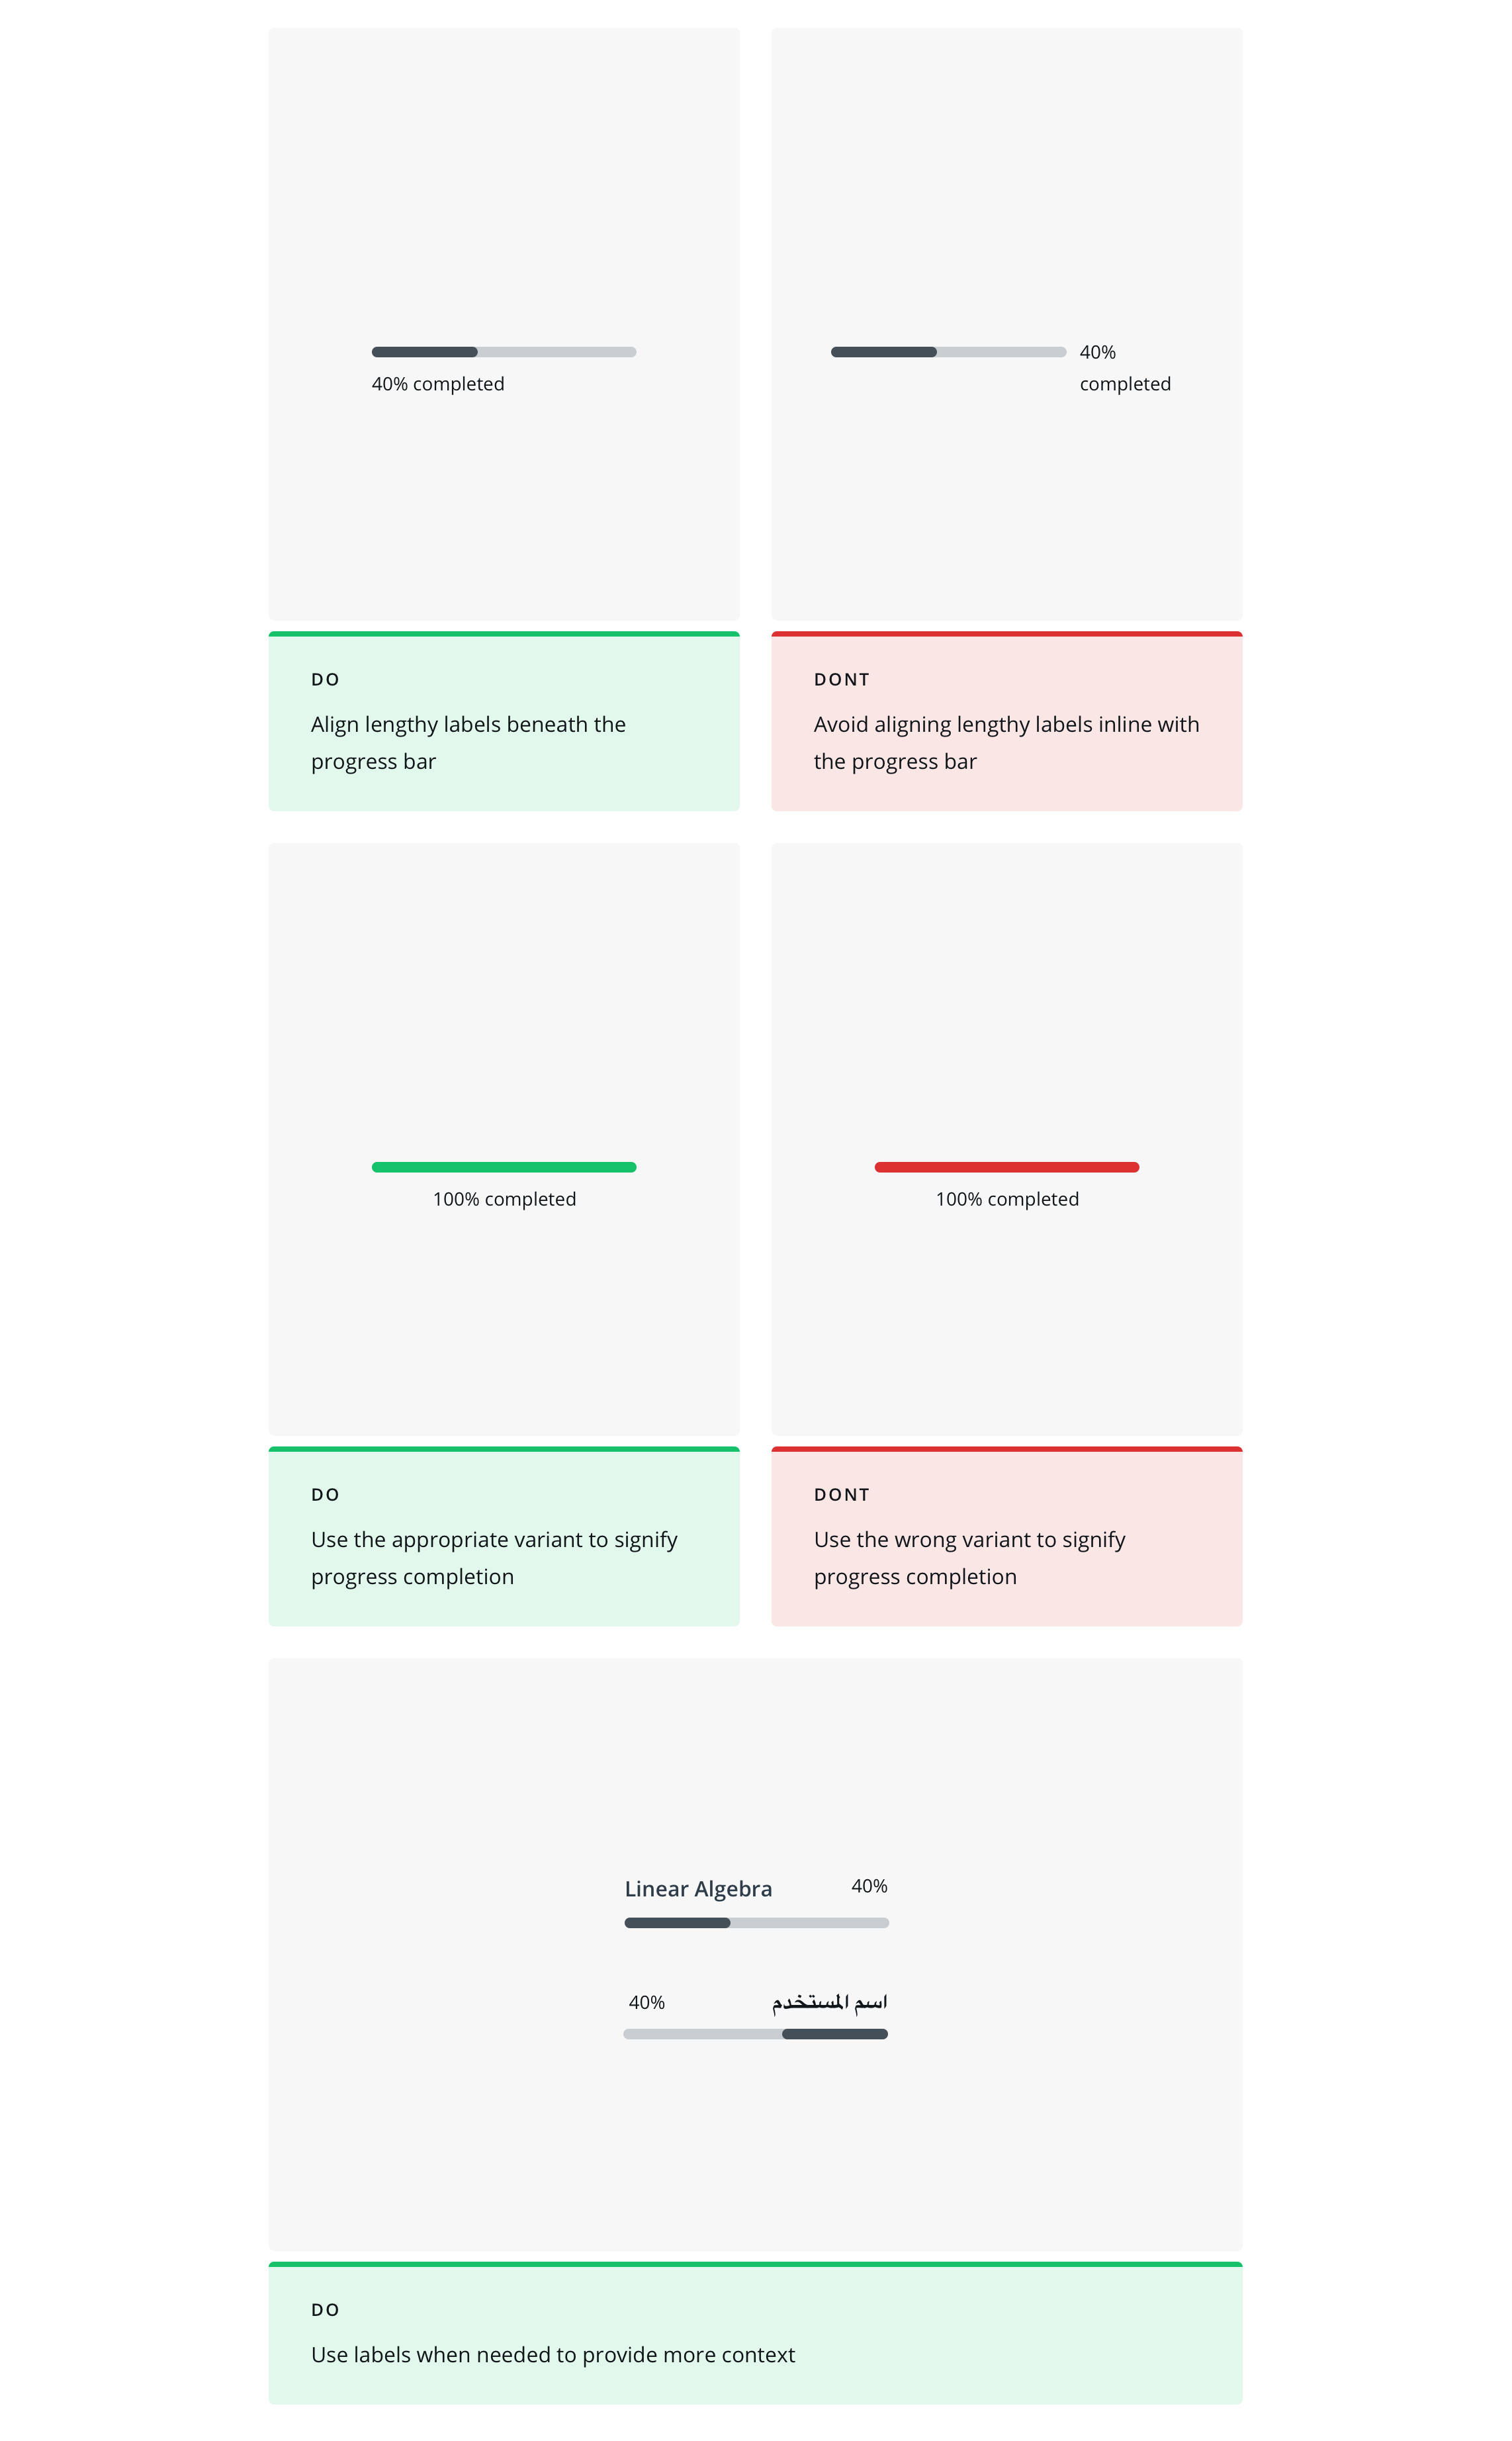 40% completed
40%
completed
DO
Align lengthy labels beneath the
progress bar
DONT
Avoid aligning lengthy labels inline with
the progress bar
100% completed
100% completed
DO
Use the appropriate variant to signify
progress completion
DONT
Use the wrong variant to signify
progress completion
Linear Algebra 40%
اسم المستخدم 40%
DO
Use labels when needed to provide more context